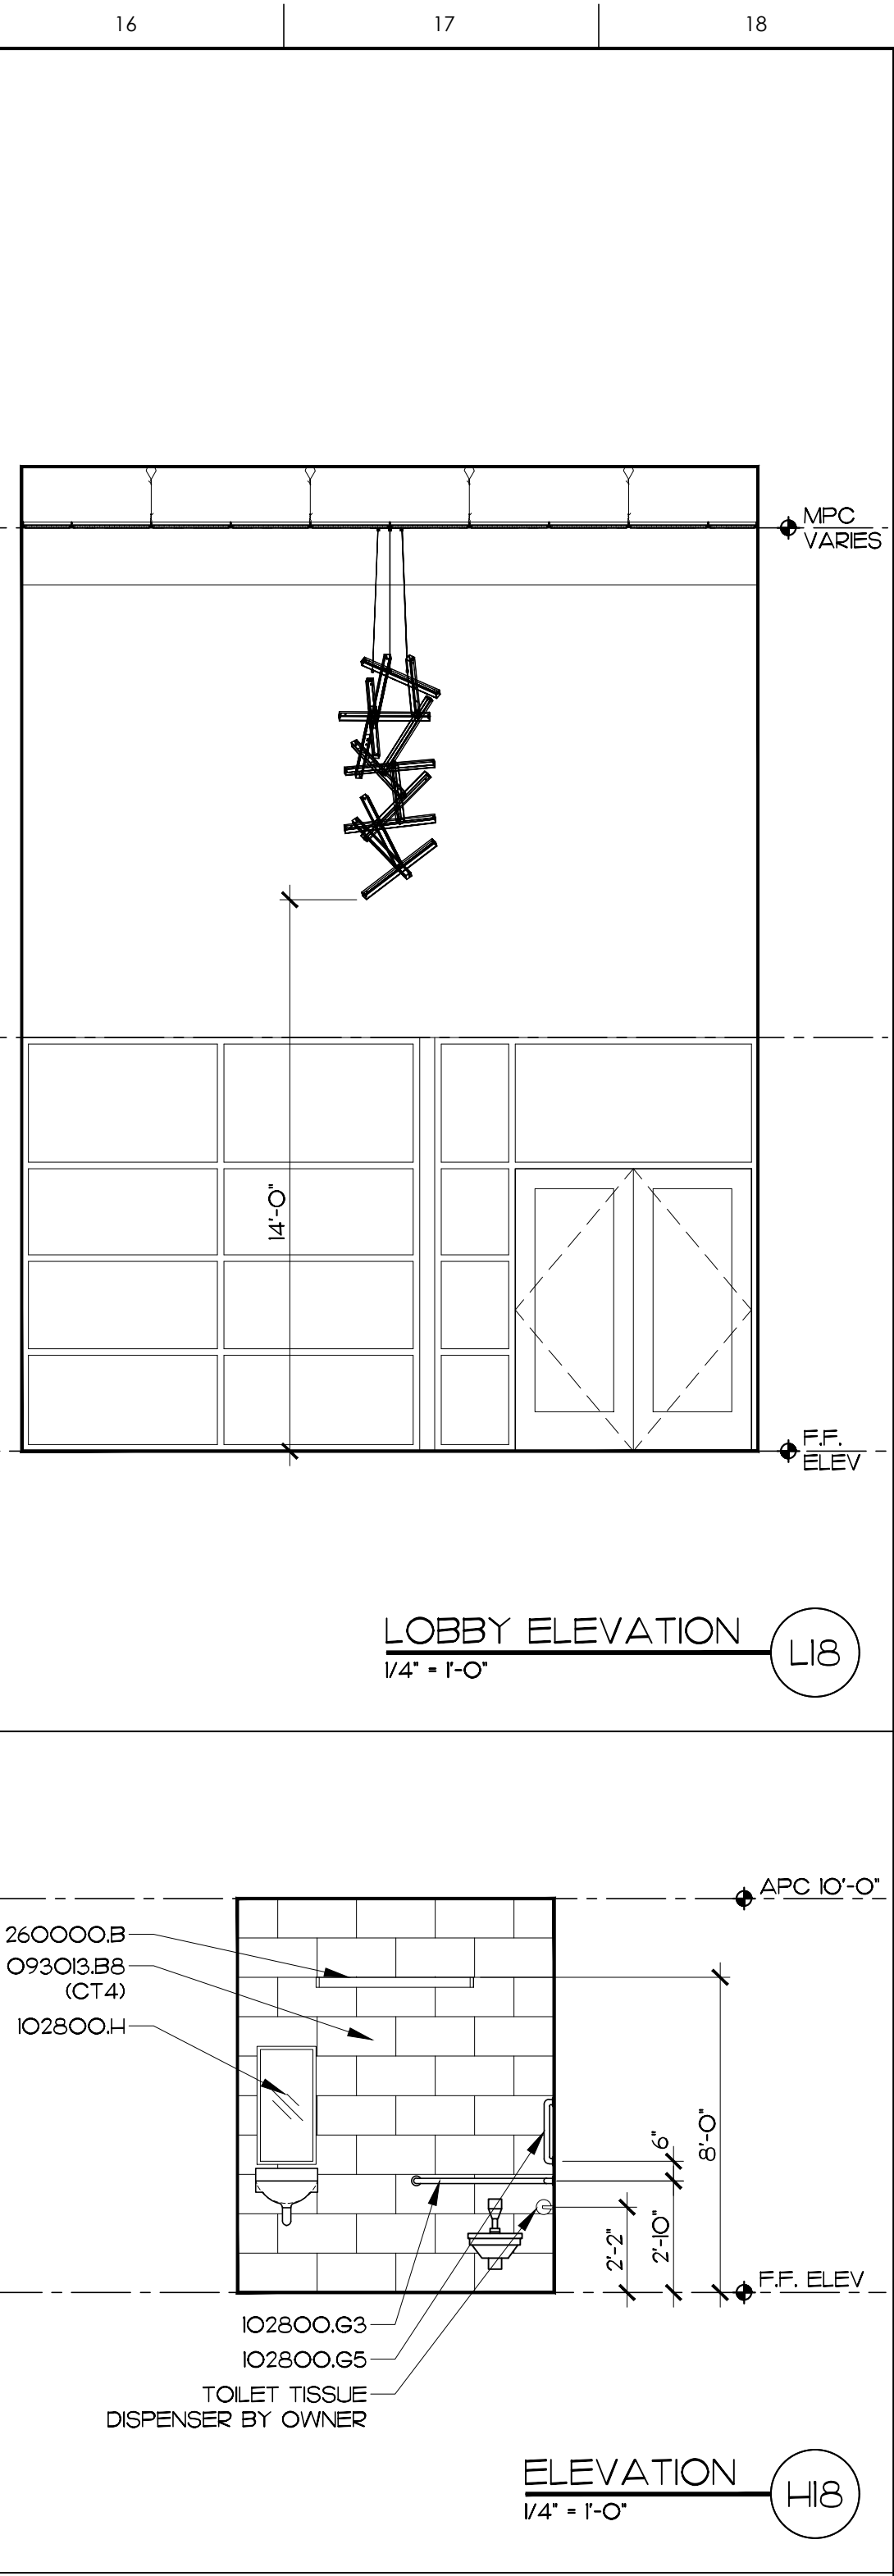 16 17 18
MPC
VARIES
14'-0"
F.F.
ELEV
LOBBY ELEVATION
1/4" = 1'-0"
L18
APC 10'-0"
260000.B
093013.B8
(CT4)
102800.H
6"
8'-0"
2'-2"
2'-10"
F.F. ELEV
102800.G3
102800.G5
TOILET TISSUE
DISPENSER BY OWNER
ELEVATION
1/4" = 1'-0"
H18